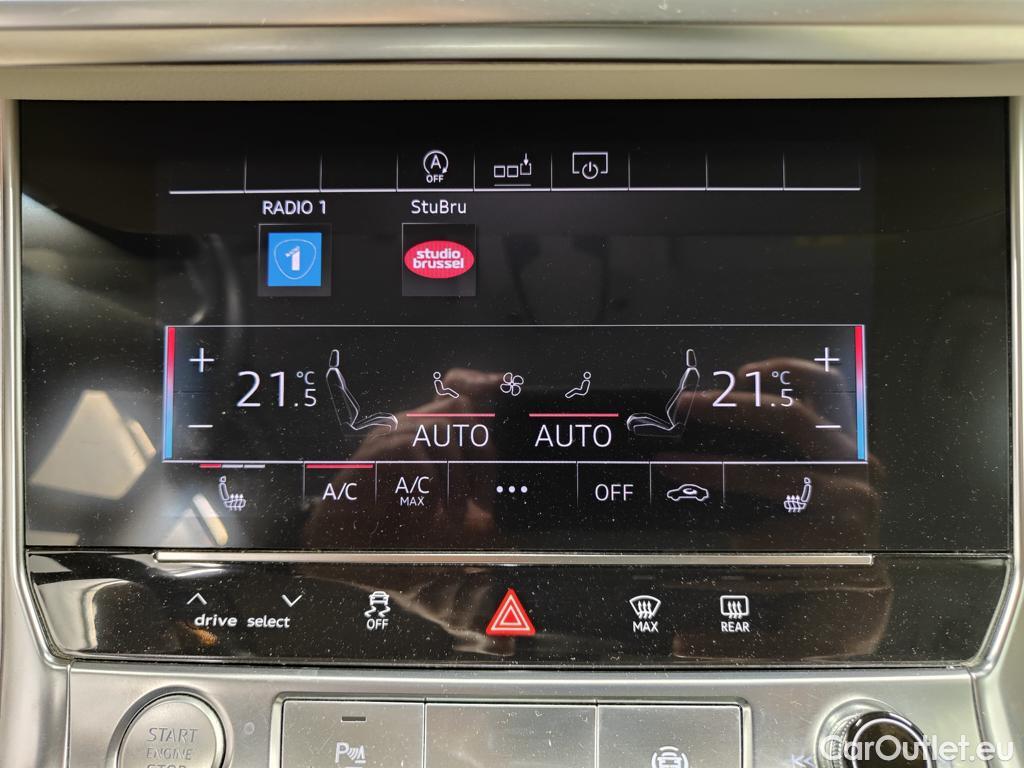 A
OFF
RADIO 1 StuBru
1 studio
brussel
+ +
21.5 °C 21.5 °C
− −
AUTO AUTO
A/C A/C MAX ••• OFF
drive select OFF MAX REAR
START
ENGINE
STOP
P
CarOutlet.eu